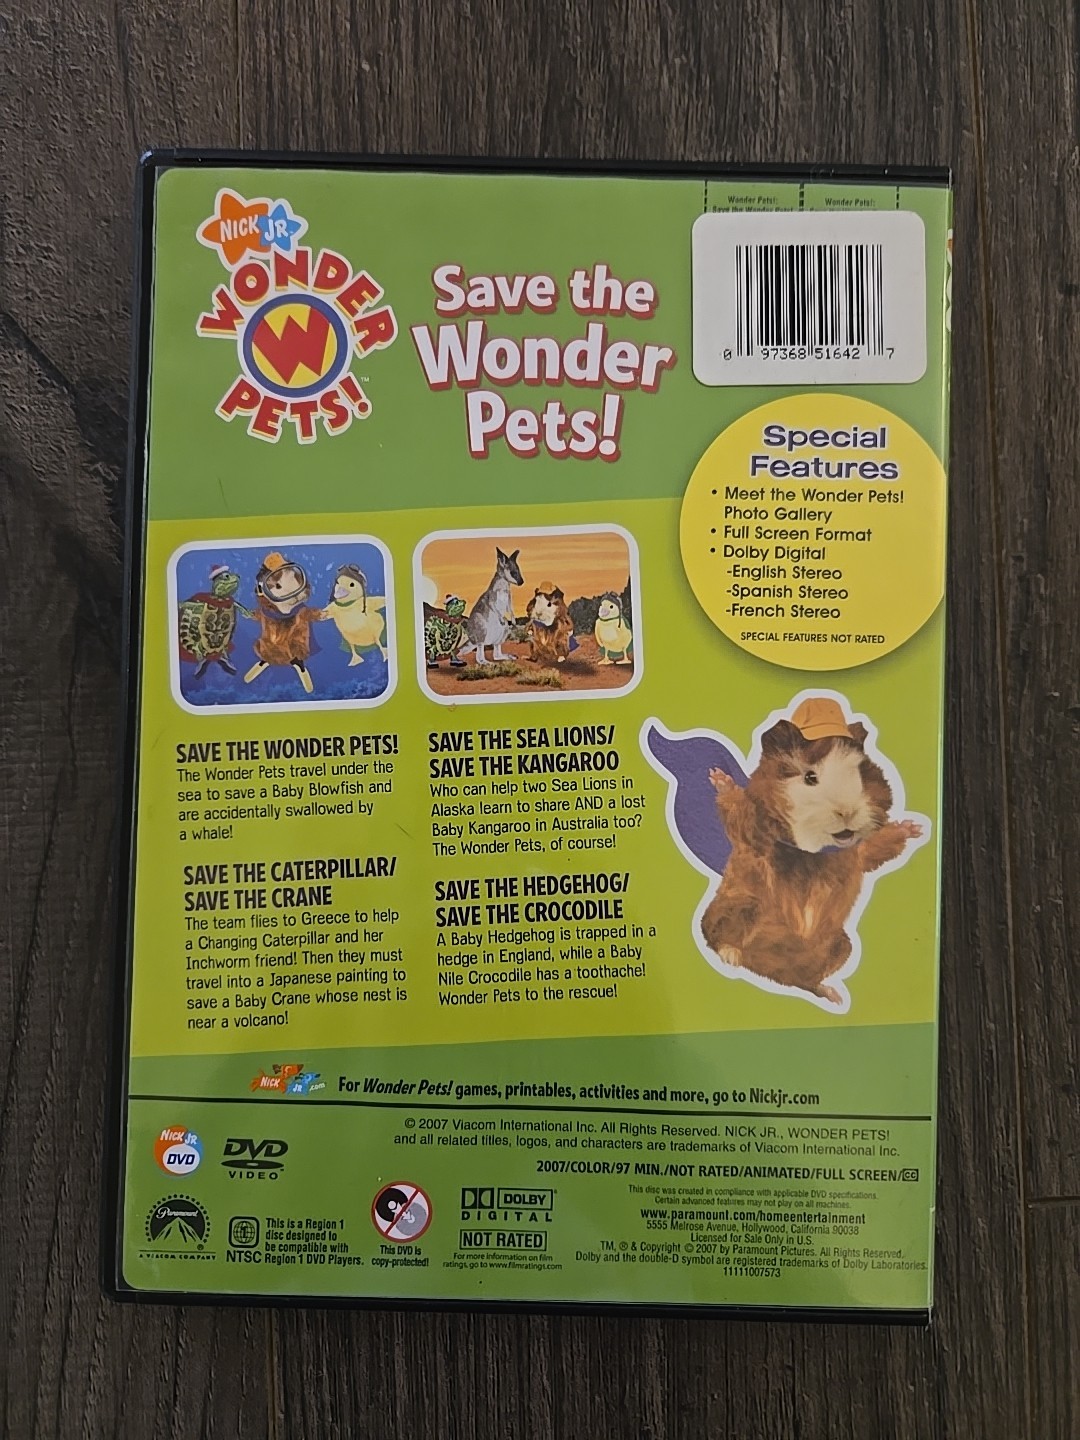 Wonder Pets!:
Wonder Pets!:
Save the Wonder Pets!
NICK JR.
WONDER
W
PETS!™
Save the
Wonder
Pets!
0 97368 51642 7
Special
Features
• Meet the Wonder Pets!
Photo Gallery
• Full Screen Format
• Dolby Digital
-English Stereo
-Spanish Stereo
-French Stereo
SPECIAL FEATURES NOT RATED
SAVE THE WONDER PETS!
The Wonder Pets travel under the
sea to save a Baby Blowfish and
are accidentally swallowed by
a whale!
SAVE THE CATERPILLAR/
SAVE THE CRANE
The team flies to Greece to help
a Changing Caterpillar and her
Inchworm friend! Then they must
travel into a Japanese painting to
save a Baby Crane whose nest is
near a volcano!
SAVE THE SEA LIONS/
SAVE THE KANGAROO
Who can help two Sea Lions in
Alaska learn to share AND a lost
Baby Kangaroo in Australia too?
The Wonder Pets, of course!
SAVE THE HEDGEHOG/
SAVE THE CROCODILE
A Baby Hedgehog is trapped in a
hedge in England, while a Baby
Nile Crocodile has a toothache!
Wonder Pets to the rescue!
NICK JR .com
For Wonder Pets! games, printables, activities and more, go to Nickjr.com
© 2007 Viacom International Inc. All Rights Reserved. NICK JR., WONDER PETS!
and all related titles, logos, and characters are trademarks of Viacom International Inc.
NICK JR
DVD
DVD
VIDEO
2007/COLOR/97 MIN./NOT RATED/ANIMATED/FULL SCREEN/CC
Paramount
®
A VIACOM COMPANY
NTSC
This is a Region 1
disc designed to
be compatible with
Region 1 DVD Players.
This DVD is
copy-protected!
DOLBY
DIGITAL
NOT RATED
For more information on film
ratings, go to www.filmratings.com
This disc was created in compliance with applicable DVD specifications.
Certain advanced features may not play on all machines.
www.paramount.com/homeentertainment
5555 Melrose Avenue, Hollywood, California 90038
Licensed for Sale Only in U.S.
TM, ® & Copyright © 2007 by Paramount Pictures. All Rights Reserved.
Dolby and the double-D symbol are registered trademarks of Dolby Laboratories.
11111007573